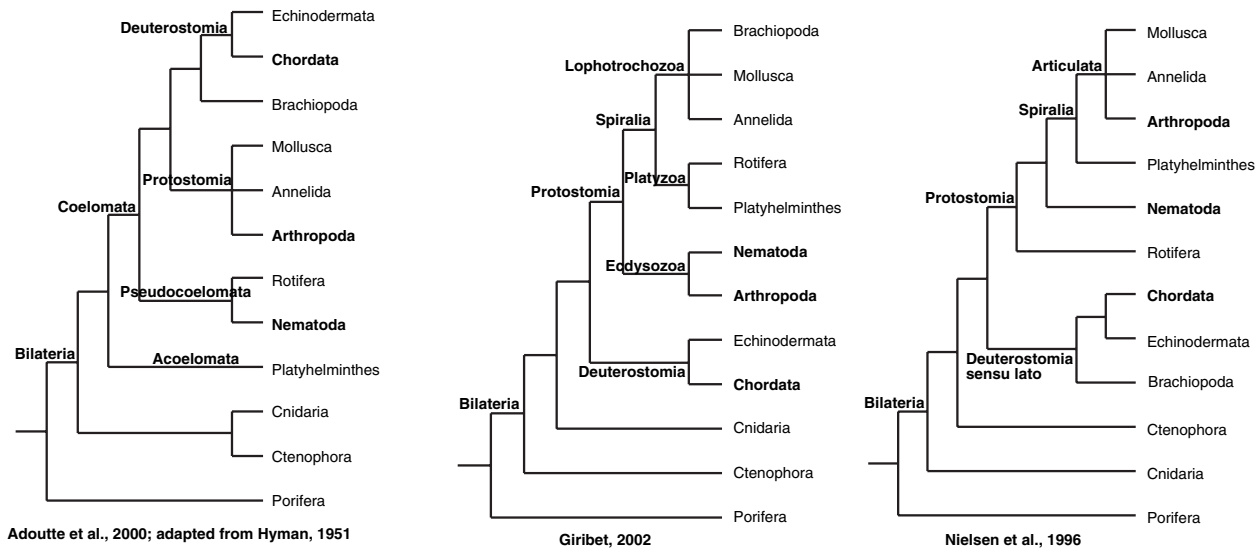 Echinodermata
Deuterostomia
Chordata
Brachiopoda
Mollusca
Protostomia
Annelida
Coelomata
Arthropoda
Rotifera
Pseudocoelomata
Nematoda
Bilateria
Acoelomata
Platyhelminthes
Cnidaria
Ctenophora
Porifera
Adoutte et al., 2000; adapted from Hyman, 1951
Brachiopoda
Lophotrochozoa
Mollusca
Annelida
Spiralia
Rotifera
Platyzoa
Protostomia
Platyhelminthes
Nematoda
Ecdysozoa
Arthropoda
Echinodermata
Deuterostomia
Chordata
Bilateria
Cnidaria
Ctenophora
Porifera
Giribet, 2002
Mollusca
Articulata
Annelida
Spiralia
Arthropoda
Platyhelminthes
Protostomia
Nematoda
Rotifera
Chordata
Echinodermata
Deuterostomia
sensu lato
Brachiopoda
Bilateria
Ctenophora
Cnidaria
Porifera
Nielsen et al., 1996